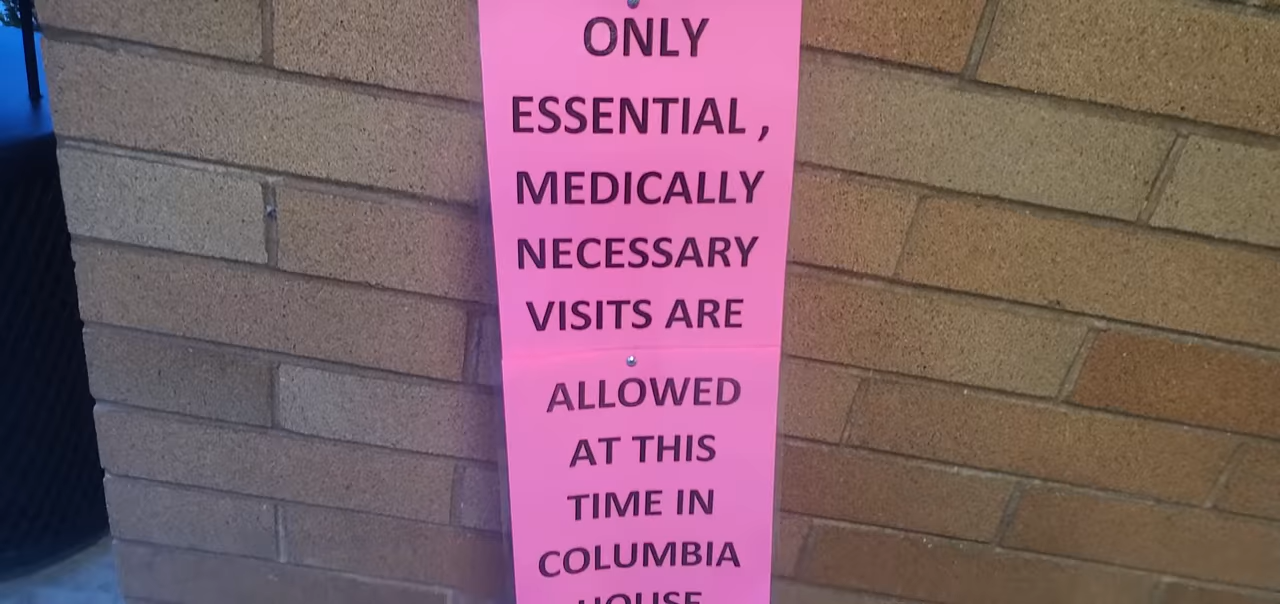 ONLY
ESSENTIAL ,
MEDICALLY
NECESSARY
VISITS ARE
ALLOWED
AT THIS
TIME IN
COLUMBIA
HOUSE